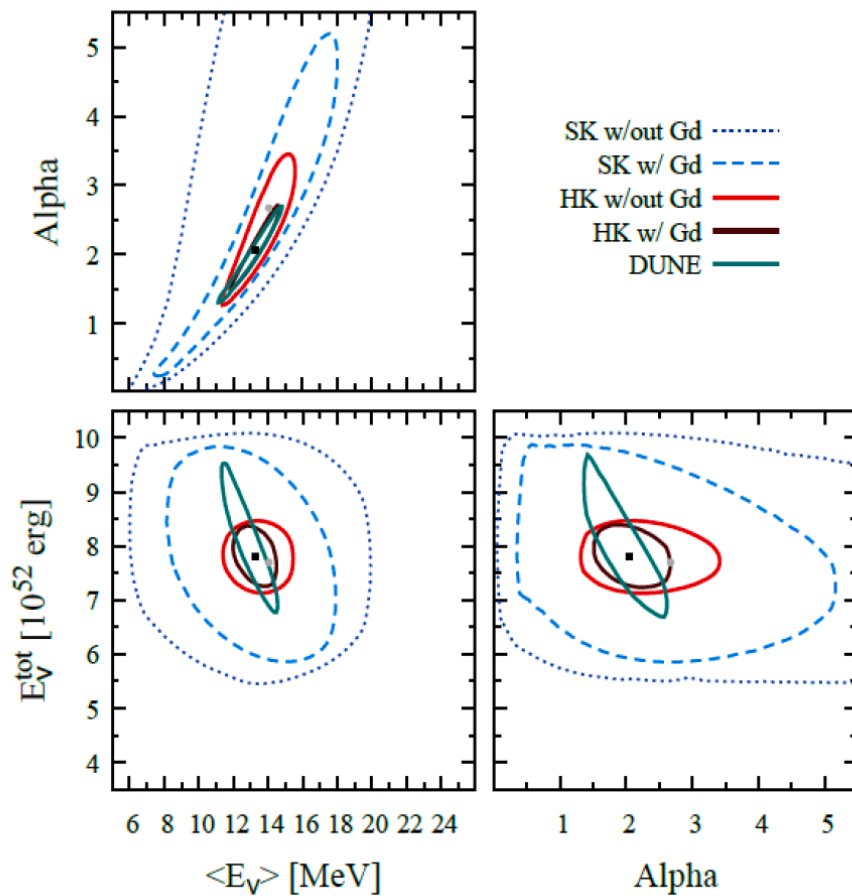 5
4
3
2
1
Alpha
SK w/out Gd
SK w/ Gd
HK w/out Gd
HK w/ Gd
DUNE
10
9
8
7
6
5
4
E_ν^tot [10^52 erg]
6 8 10 12 14 16 18 20 22 24
<E_ν> [MeV]
1 2 3 4 5
Alpha